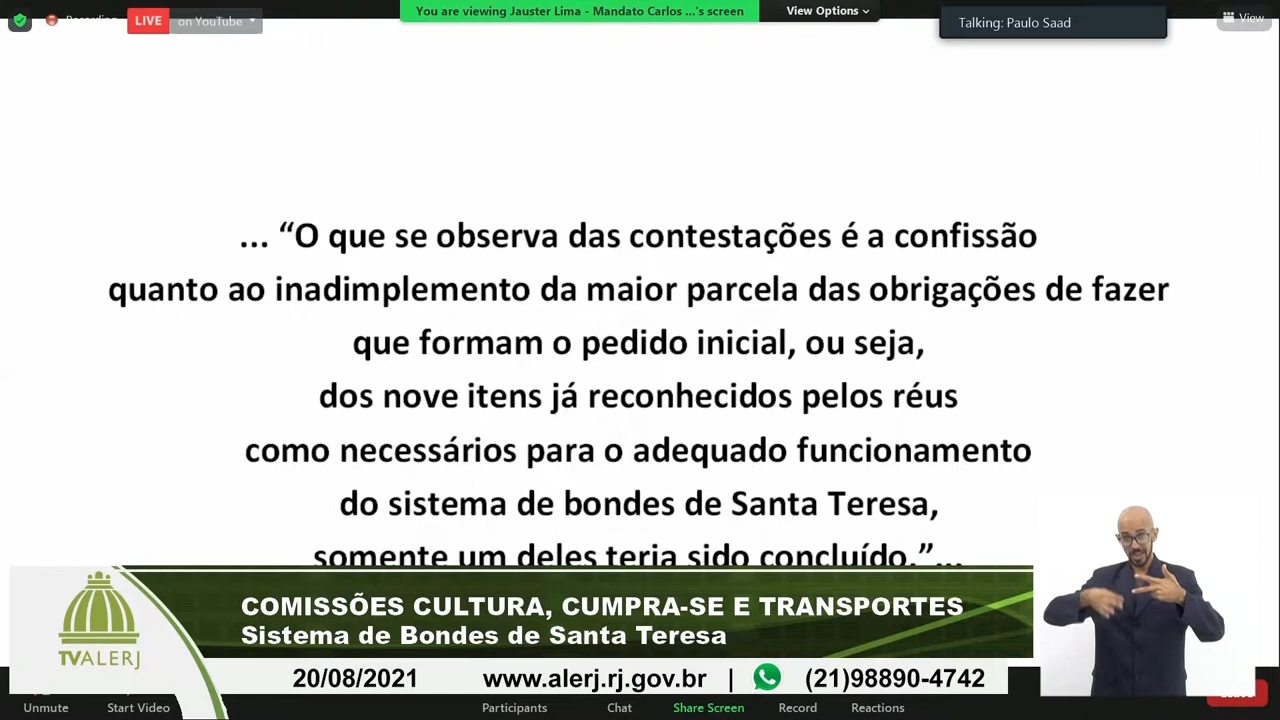 Recording
LIVE on YouTube
You are viewing Jauster Lima - Mandato Carlos ...'s screen
View Options
Talking: Paulo Saad
View
... “O que se observa das contestações é a confissão
quanto ao inadimplemento da maior parcela das obrigações de fazer
que formam o pedido inicial, ou seja,
dos nove itens já reconhecidos pelos réus
como necessários para o adequado funcionamento
do sistema de bondes de Santa Teresa,
somente um deles teria sido concluído.”...
COMISSÕES CULTURA, CUMPRA-SE E TRANSPORTES
Sistema de Bondes de Santa Teresa
TVALERJ
20/08/2021 www.alerj.rj.gov.br | (21)98890-4742
Unmute Start Video Participants Chat Share Screen Record Reactions